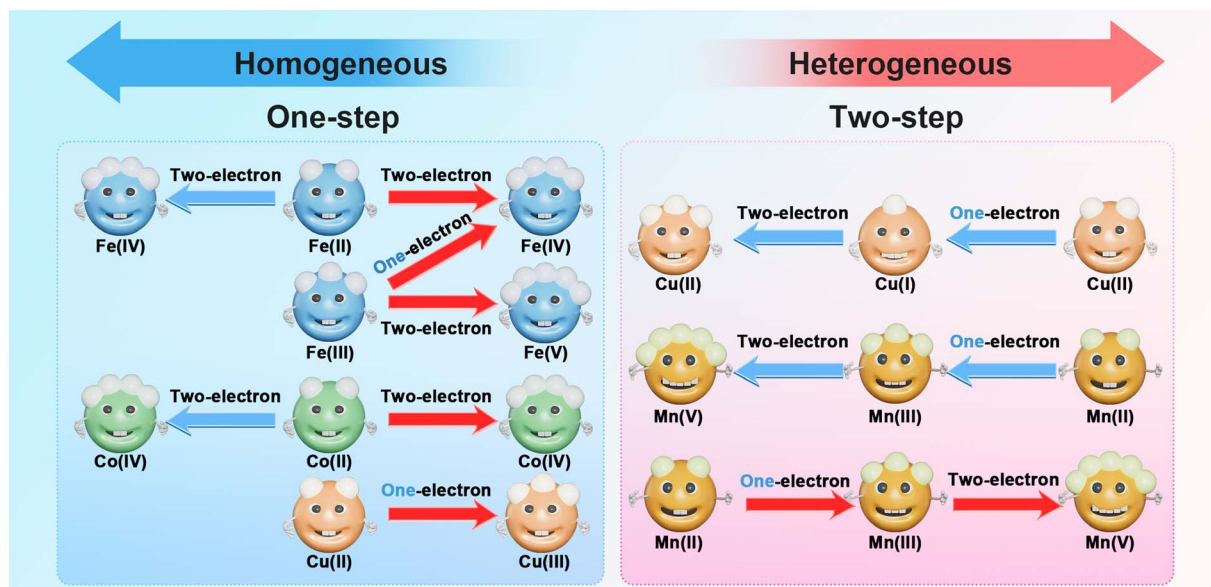 Homogeneous
Heterogeneous
One-step
Two-step
Two-electron
Two-electron
Fe(IV)
Fe(II)
Fe(IV)
One-electron
Two-electron
Fe(III)
Fe(V)
Two-electron
Two-electron
Co(IV)
Co(II)
Co(IV)
One-electron
Cu(II)
Cu(III)
Two-electron
One-electron
Cu(II)
Cu(I)
Cu(II)
Two-electron
One-electron
Mn(V)
Mn(III)
Mn(II)
One-electron
Two-electron
Mn(II)
Mn(III)
Mn(V)